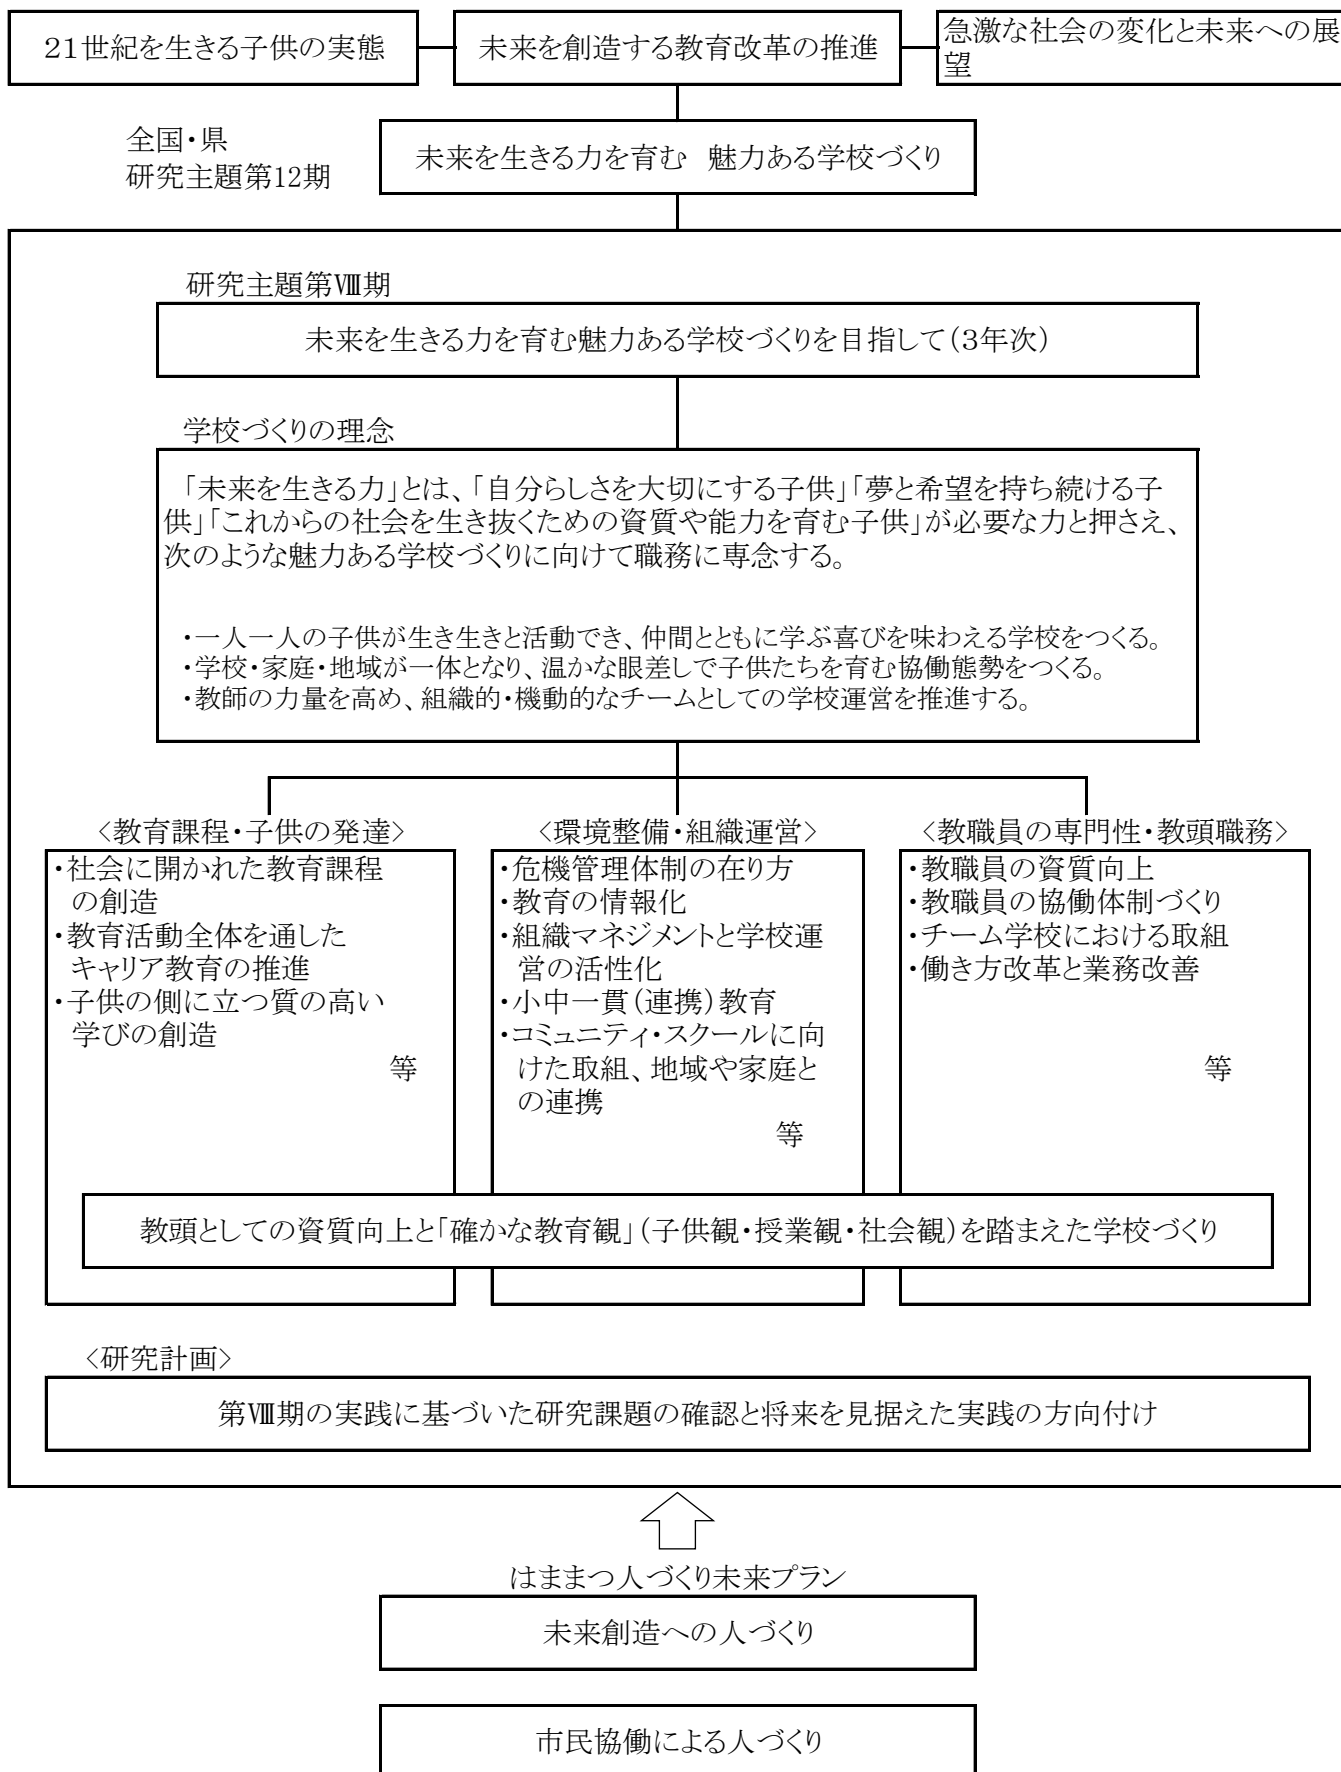 21世紀を生きる子供の実態
未来を創造する教育改革の推進
急激な社会の変化と未来への展
望
全国・県
研究主題第12期
未来を生きる力を育む　魅力ある学校づくり
研究主題第Ⅷ期
未来を生きる力を育む魅力ある学校づくりを目指して（3年次）
学校づくりの理念
「未来を生きる力」とは、「自分らしさを大切にする子供」「夢と希望を持ち続ける子
供」「これからの社会を生き抜くための資質や能力を育む子供」が必要な力と押さえ、
次のような魅力ある学校づくりに向けて職務に専念する。
・一人一人の子供が生き生きと活動でき、仲間とともに学ぶ喜びを味わえる学校をつくる。
・学校・家庭・地域が一体となり、温かな眼差しで子供たちを育む協働態勢をつくる。
・教師の力量を高め、組織的・機動的なチームとしての学校運営を推進する。
〈教育課程・子供の発達〉
・社会に開かれた教育課程
の創造
・教育活動全体を通した
キャリア教育の推進
・子供の側に立つ質の高い
学びの創造
等
〈環境整備・組織運営〉
・危機管理体制の在り方
・教育の情報化
・組織マネジメントと学校運
営の活性化
・小中一貫（連携）教育
・コミュニティ・スクールに向
けた取組、地域や家庭と
の連携
等
〈教職員の専門性・教頭職務〉
・教職員の資質向上
・教職員の協働体制づくり
・チーム学校における取組
・働き方改革と業務改善
等
教頭としての資質向上と「確かな教育観」（子供観・授業観・社会観）を踏まえた学校づくり
〈研究計画〉
第Ⅷ期の実践に基づいた研究課題の確認と将来を見据えた実践の方向付け
はままつ人づくり未来プラン
未来創造への人づくり
市民協働による人づくり